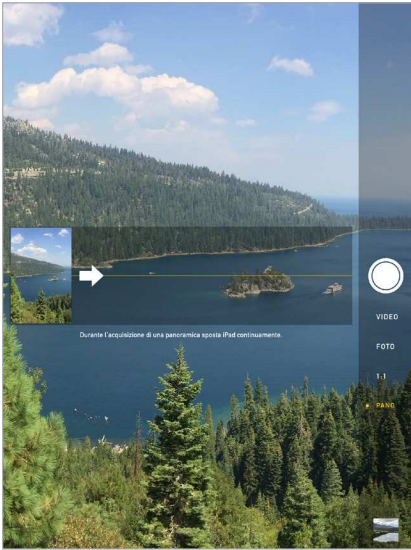 Durante l'acquisizione di una panoramica sposta iPad continuamente.
VIDEO
FOTO
1:1
PANO